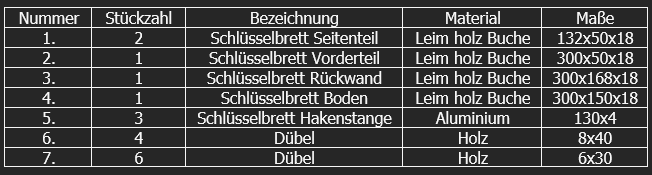 Nummer Stückzahl Bezeichnung Material Maße
1. 2 Schlüsselbrett Seitenteil Leim holz Buche 132x50x18
2. 1 Schlüsselbrett Vorderteil Leim holz Buche 300x50x18
3. 1 Schlüsselbrett Rückwand Leim holz Buche 300x168x18
4. 1 Schlüsselbrett Boden Leim holz Buche 300x150x18
5. 3 Schlüsselbrett Hakenstange Aluminium 130x4
6. 4 Dübel Holz 8x40
7. 6 Dübel Holz 6x30